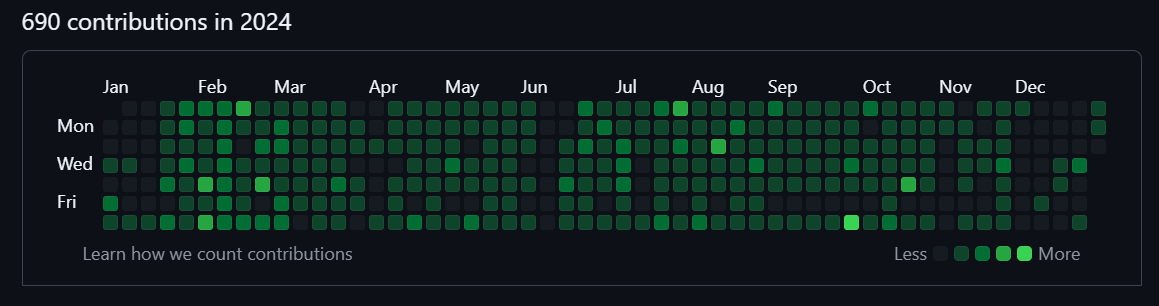 690 contributions in 2024
Jan Feb Mar Apr May Jun Jul Aug Sep Oct Nov Dec
Mon
Wed
Fri
Learn how we count contributions
Less More